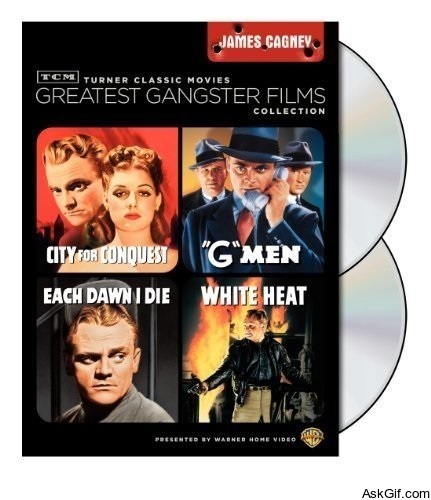 JAMES CAGNEY
TCM TURNER CLASSIC MOVIES
GREATEST GANGSTER FILMS
COLLECTION
CITY FOR CONQUEST
"G" MEN
EACH DAWN I DIE
WHITE HEAT
PRESENTED BY WARNER HOME VIDEO
AskGif.com